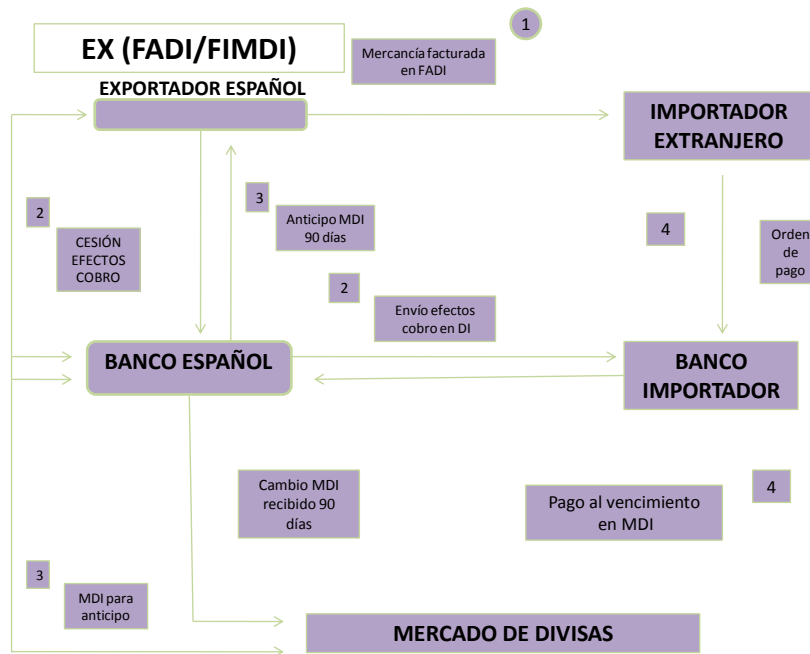 1
EX (FADI/FIMDI)
Mercancía facturada
en FADI
EXPORTADOR ESPAÑOL
IMPORTADOR
EXTRANJERO
2
3
CESIÓN
EFECTOS
COBRO
Anticipo MDI
90 días
4
Orden
de
pago
2
Envío efectos
cobro en DI
BANCO ESPAÑOL
BANCO
IMPORTADOR
Cambio MDI
recibido 90
días
4
Pago al vencimiento
en MDI
3
MDI para
anticipo
MERCADO DE DIVISAS